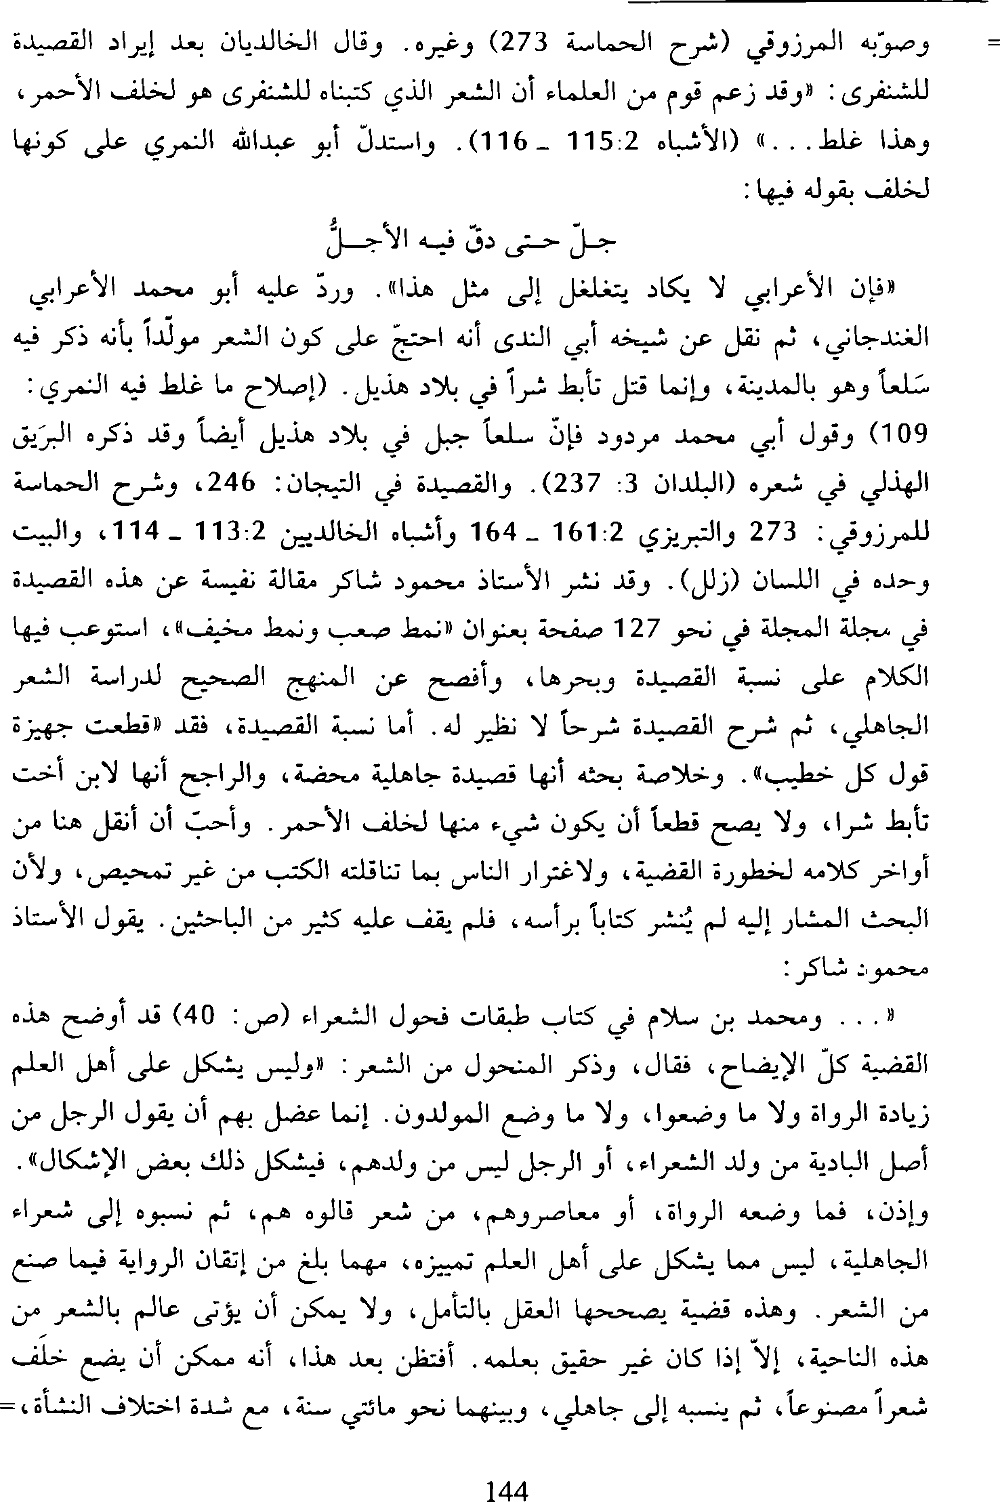 = وصوّبه المرزوقي (شرح الحماسة 273) وغيره. وقال الخالديان بعد إيراد القصيدة
للشنفرى: «وقد زعم قوم من العلماء أن الشعر الذي كتبناه للشنفرى هو لخلف الأحمر،
وهذا غلط...» (الأشباه 115:2 ـ 116). واستدلّ أبو عبدالله النمري على كونها
لخلف بقوله فيها:
جـلّ حـتى دقّ فيـه الأجـلُّ
«فإن الأعرابي لا يكاد يتغلغل إلى مثل هذا». وردّ عليه أبو محمد الأعرابي
الغندجاني، ثم نقل عن شيخه أبي الندى أنه احتجّ على كون الشعر مولّداً بأنه ذكر فيه
سَلعاً وهو بالمدينة، وإنما قتل تأبط شراً في بلاد هذيل. (إصلاح ما غلط فيه النمري:
109) وقول أبي محمد مردود فإنّ سلعاً جبل في بلاد هذيل أيضاً وقد ذكره البرَيق
الهذلي في شعره (البلدان 3: 237). والقصيدة في التيجان: 246، وشرح الحماسة
للمرزوقي: 273 والتبريزي 161:2 ـ 164 وأشباه الخالديين 113:2 ـ 114، والبيت
وحده في اللسان (زلل). وقد نشر الأستاذ محمود شاكر مقالة نفيسة عن هذه القصيدة
في مجلة المجلة في نحو 127 صفحة بعنوان «نمط صعب ونمط مخيف»، استوعب فيها
الكلام على نسبة القصيدة وبحرها، وأفصح عن المنهج الصحيح لدراسة الشعر
الجاهلي، ثم شرح القصيدة شرحاً لا نظير له. أما نسبة القصيدة، فقد «قطعت جهيزة
قول كل خطيب». وخلاصة بحثه أنها قصيدة جاهلية محضة، والراجح أنها لابن أخت
تأبط شرا، ولا يصح قطعاً أن يكون شيء منها لخلف الأحمر. وأحبّ أن أنقل هنا من
أواخر كلامه لخطورة القضية، ولاغترار الناس بما تناقلته الكتب من غير تمحيص، ولأن
البحث المشار إليه لم يُنشر كتاباً برأسه، فلم يقف عليه كثير من الباحثين. يقول الأستاذ
محمود شاكر:
«... ومحمد بن سلام في كتاب طبقات فحول الشعراء (ص: 40) قد أوضح هذه
القضية كلّ الإيضاح، فقال، وذكر المنحول من الشعر: «وليس يشكل على أهل العلم
زيادة الرواة ولا ما وضعوا، ولا ما وضع المولدون. إنما عضل بهم أن يقول الرجل من
أصل البادية من ولد الشعراء، أو الرجل ليس من ولدهم، فيشكل ذلك بعض الإشكال».
وإذن، فما وضعه الرواة، أو معاصروهم، من شعر قالوه هم، ثم نسبوه إلى شعراء
الجاهلية، ليس مما يشكل على أهل العلم تمييزه، مهما بلغ من إتقان الرواية فيما صنع
من الشعر. وهذه قضية يصححها العقل بالتأمل، ولا يمكن أن يؤتى عالم بالشعر من
هذه الناحية، إلاّ إذا كان غير حقيق بعلمه. أفتظن بعد هذا، أنه ممكن أن يضع خلَف
شعراً مصنوعاً، ثم ينسبه إلى جاهلي، وبينهما نحو مائتي سنة، مع شدة اختلاف النشأة،=
144